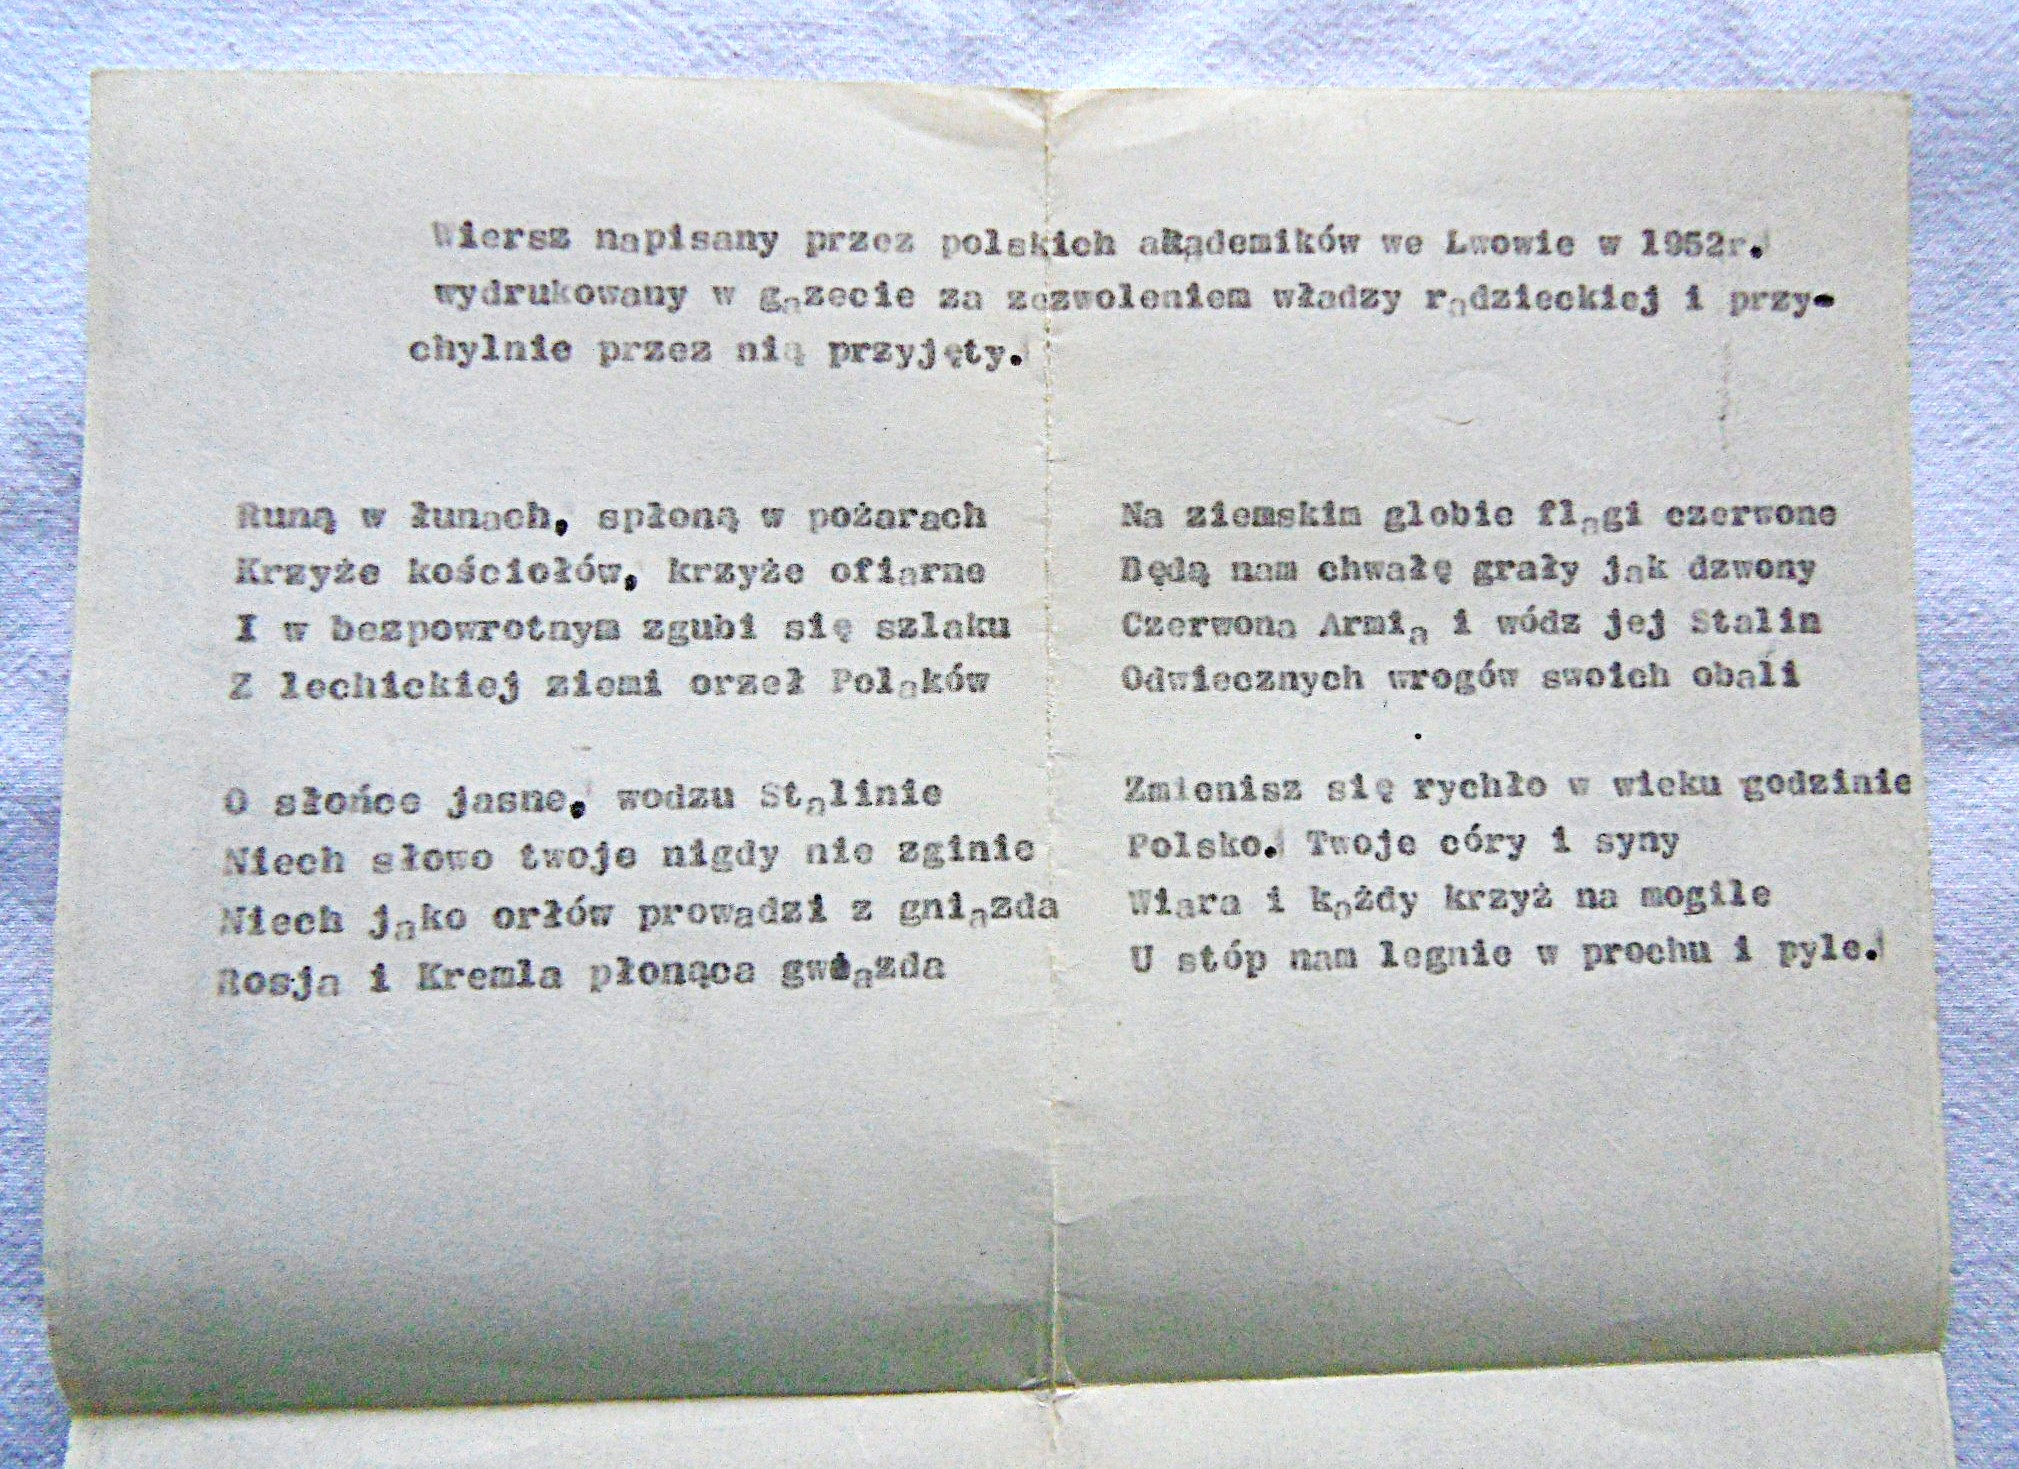 Wiersz napisany przez polskich akademików we Lwowie w 1952r.
wydrukowany w gazecie za zezwoleniem władzy radzieckiej i przy-
chylnie przez nią przyjęty.
Runą w łunach, spłoną w pożarach
Krzyże kościołów, krzyże ofiarne
I w bezpowrotnym zgubi się szlaku
Z lechickiej ziemi orzeł Polaków
O słońce jasne, wodzu Stalinie
Niech słowo twoje nigdy nie zginie
Niech jako orłów prowadzi z gniazda
Rosja i Kremla płonąca gwiazda
Na ziemskim globie flagi czerwone
Będą nam chwałę grały jak dzwony
Czerwona Armia i wódz jej Stalin
Odwiecznych wrogów swoich obali
Zmienisz się rychło w wieku godzinie
Polsko. Twoje córy i syny
Wiara i każdy krzyż na mogile
U stóp nam legnie w prochu i pyle.